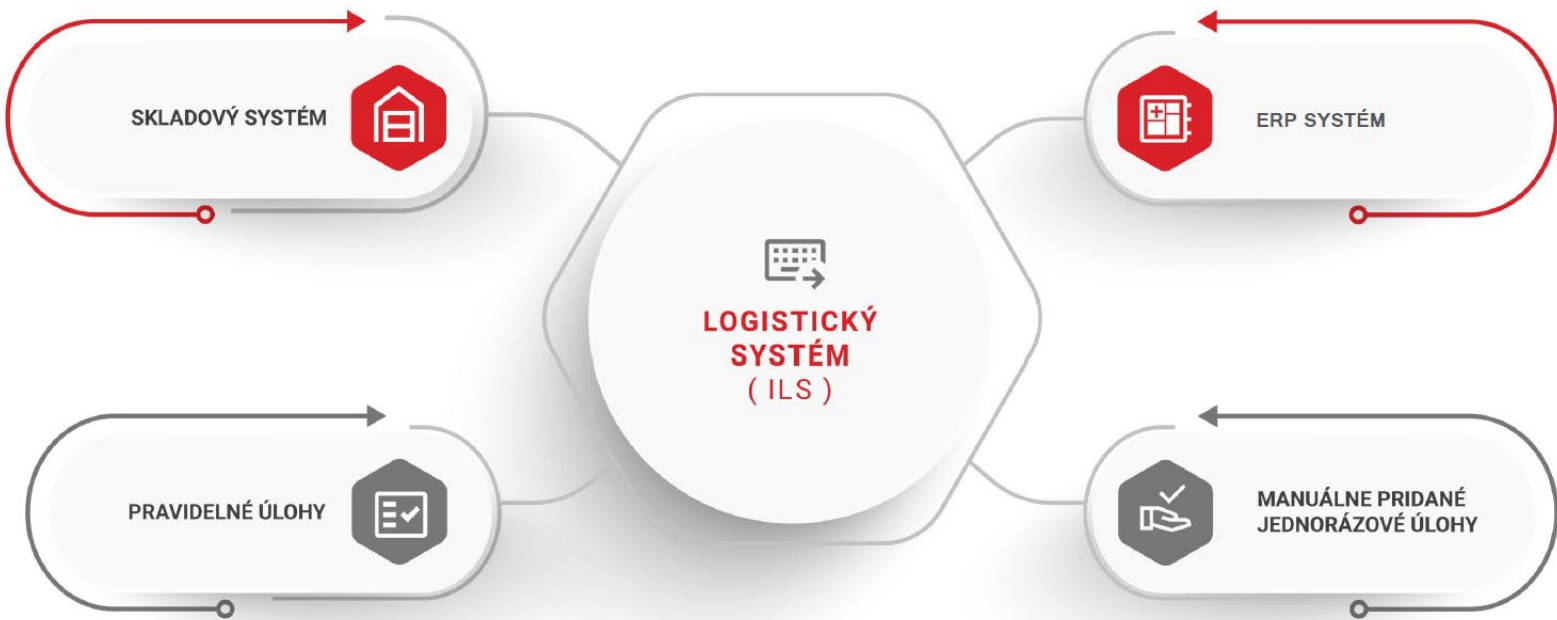 SKLADOVÝ SYSTÉM
ERP SYSTÉM
LOGISTICKÝ
SYSTÉM
( ILS )
PRAVIDELNÉ ÚLOHY
MANUÁLNE PRIDANÉ
JEDNORÁZOVÉ ÚLOHY